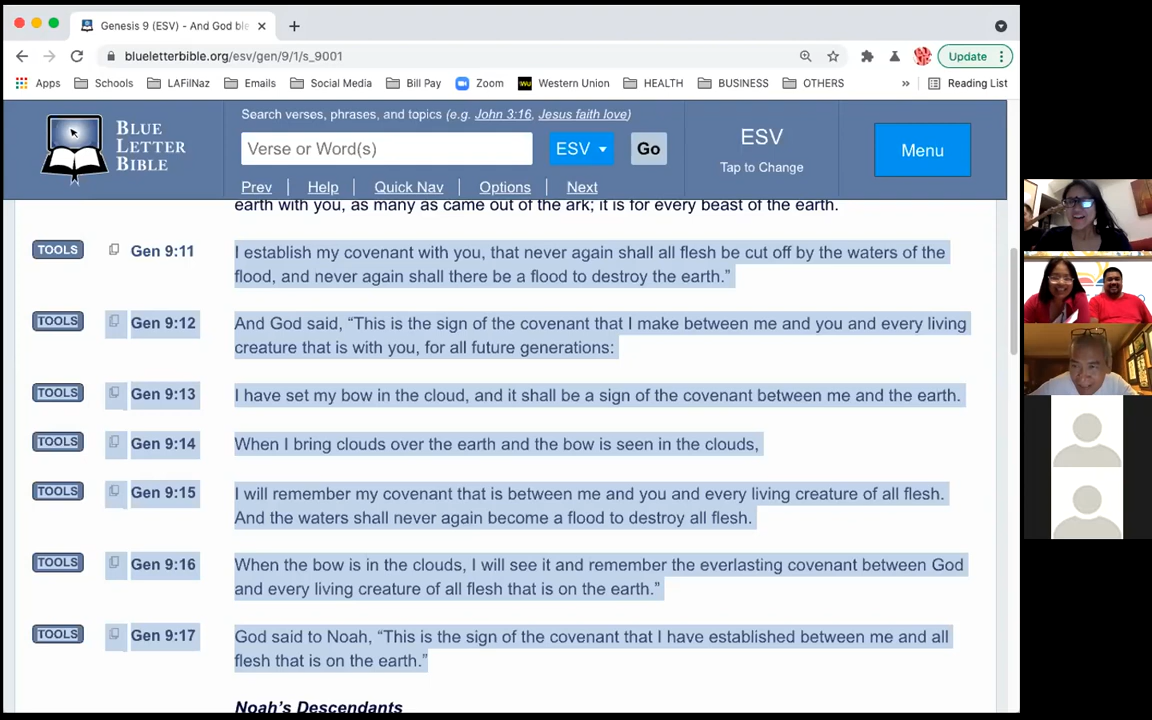 Genesis 9 (ESV) - And God ble
blueletterbible.org/esv/gen/9/1/s_9001
Update
Apps
Schools
LAFilNaz
Emails
Social Media
Bill Pay
Zoom
WU
Western Union
HEALTH
BUSINESS
OTHERS
»
Reading List
BLUE
LETTER
BIBLE
Search verses, phrases, and topics (e.g. John 3:16, Jesus faith love)
Verse or Word(s)
ESV
Go
Prev | Help | Quick Nav | Options | Next
ESV
Tap to Change
Menu
earth with you, as many as came out of the ark; it is for every beast of the earth.
TOOLS Gen 9:11 I establish my covenant with you, that never again shall all flesh be cut off by the waters of the
flood, and never again shall there be a flood to destroy the earth.”
TOOLS Gen 9:12 And God said, “This is the sign of the covenant that I make between me and you and every living
creature that is with you, for all future generations:
TOOLS Gen 9:13 I have set my bow in the cloud, and it shall be a sign of the covenant between me and the earth.
TOOLS Gen 9:14 When I bring clouds over the earth and the bow is seen in the clouds,
TOOLS Gen 9:15 I will remember my covenant that is between me and you and every living creature of all flesh.
And the waters shall never again become a flood to destroy all flesh.
TOOLS Gen 9:16 When the bow is in the clouds, I will see it and remember the everlasting covenant between God
and every living creature of all flesh that is on the earth.”
TOOLS Gen 9:17 God said to Noah, “This is the sign of the covenant that I have established between me and all
flesh that is on the earth.”
Noah’s Descendants